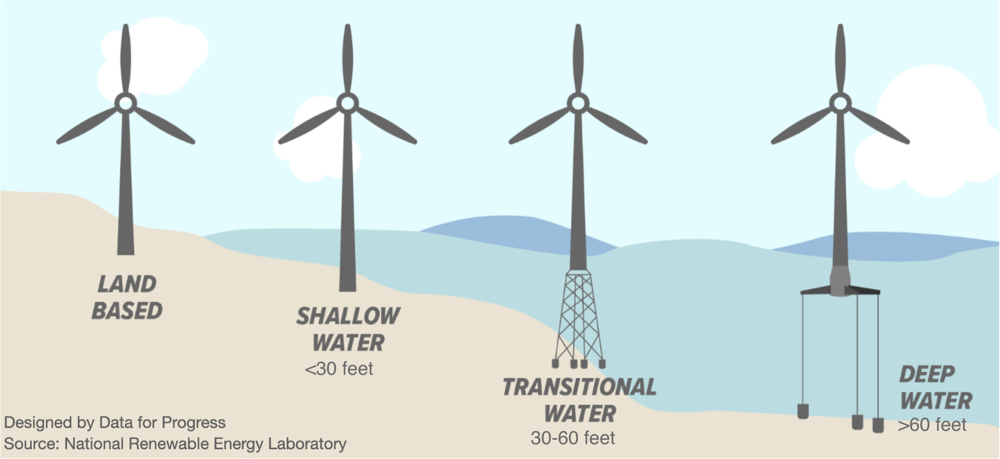 LAND
BASED
SHALLOW
WATER
<30 feet
TRANSITIONAL
WATER
30-60 feet
DEEP
WATER
>60 feet
Designed by Data for Progress
Source: National Renewable Energy Laboratory